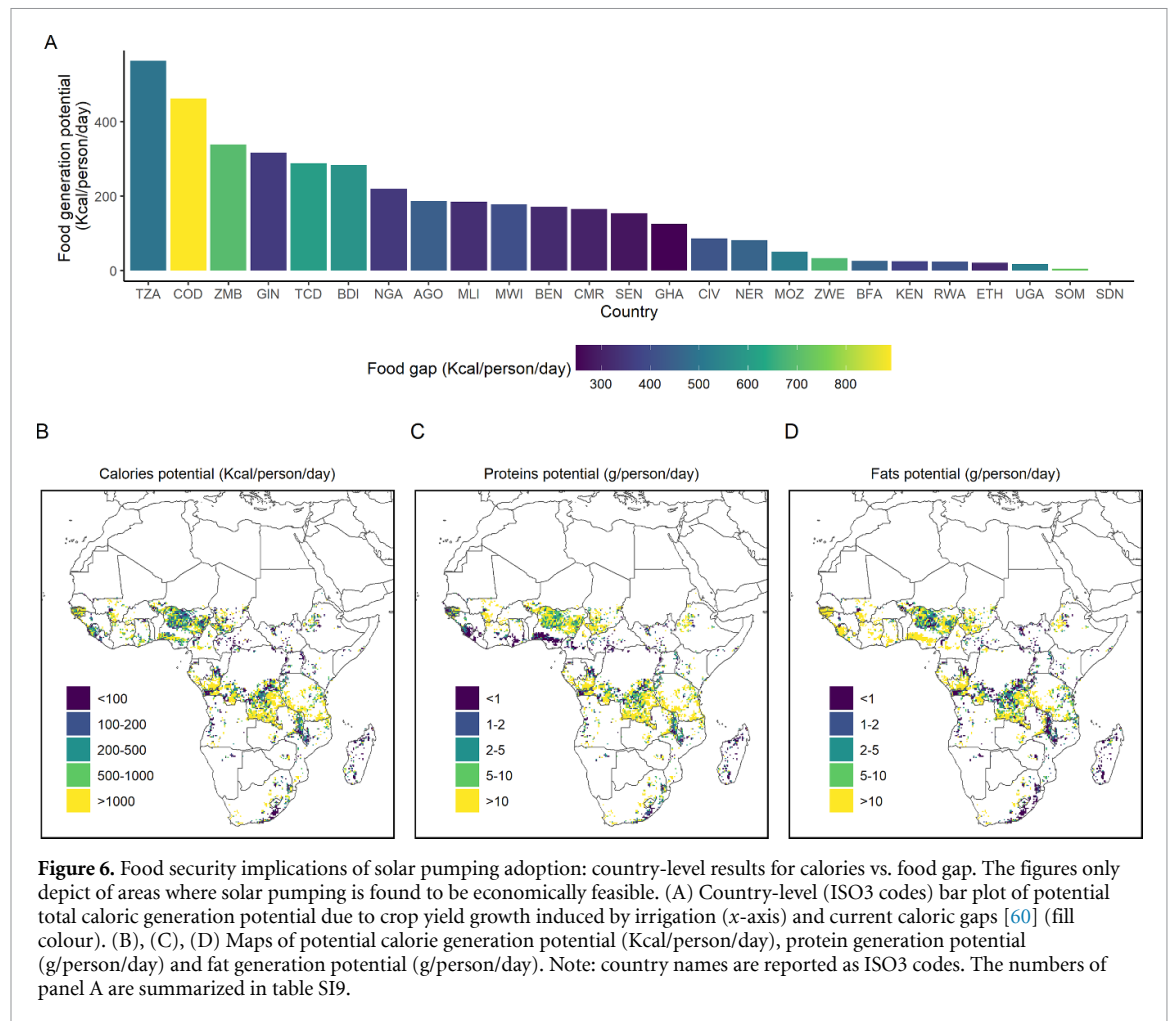 A
Food generation potential
(Kcal/person/day)
400
200
0
TZA COD ZMB GIN TCD BDI NGA AGO MLI MWI BEN CMR SEN GHA CIV NER MOZ ZWE BFA KEN RWA ETH UGA SOM SDN
Country
Food gap (Kcal/person/day)
300 400 500 600 700 800
B
Calories potential (Kcal/person/day)
<100
100-200
200-500
500-1000
>1000
C
Proteins potential (g/person/day)
<1
1-2
2-5
5-10
>10
D
Fats potential (g/person/day)
<1
1-2
2-5
5-10
>10
Figure 6. Food security implications of solar pumping adoption: country-level results for calories vs. food gap. The figures only
depict of areas where solar pumping is found to be economically feasible. (A) Country-level (ISO3 codes) bar plot of potential
total caloric generation potential due to crop yield growth induced by irrigation (x-axis) and current caloric gaps [60] (fill
colour). (B), (C), (D) Maps of potential calorie generation potential (Kcal/person/day), protein generation potential
(g/person/day) and fat generation potential (g/person/day). Note: country names are reported as ISO3 codes. The numbers of
panel A are summarized in table SI9.